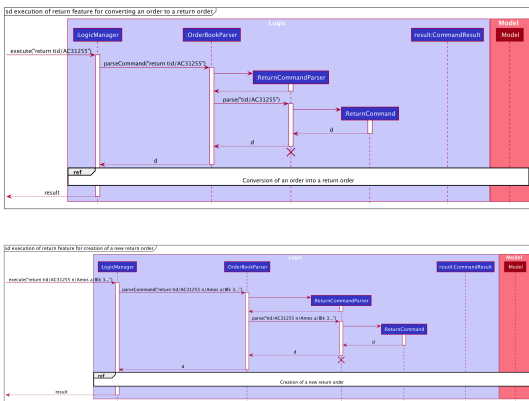 sd execution of return feature for converting an order to a return order
Logic
Model
:LogicManager
:OrderBookParser
result:CommandResult
:Model
execute("return tid/AC31255")
parseCommand("return tid/AC31255")
:ReturnCommandParser
parse("tid/AC31255")
:ReturnCommand
d
d
d
ref
Conversion of an order into a return order
result
sd execution of return feature for creation of a new return order
Logic
Model
:LogicManager
:OrderBookParser
result:CommandResult
:Model
execute("return tid/AC31255 n/Amos a/Blk 3...")
parseCommand("return tid/AC31255 n/Amos a/Blk 3...")
:ReturnCommandParser
parse("tid/AC31255 n/Amos a/Blk 3...")
:ReturnCommand
d
d
d
ref
Creation of a new return order
result